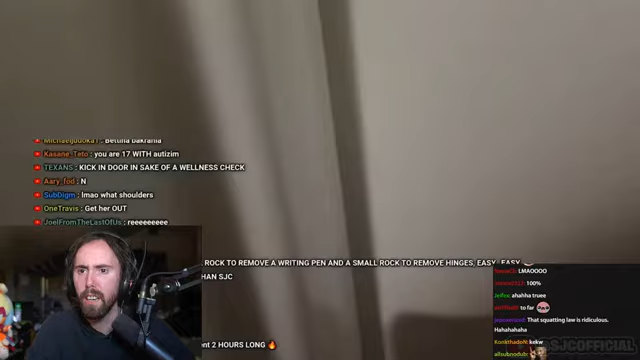 Kasane_Teto : you are 17 WITH autizim
TEXANS : KICK IN DOOR IN SAKE OF A WELLNESS CHECK
Aary_fod : N
SubDigm : lmao what shoulders
OneTravis : Get her OUT
JoelFromTheLastOfUs : reeeeeeeee
ROCK TO REMOVE A WRITING PEN AND A SMALL ROCK TO REMOVE HINGES, EASY, EASY
HAN SJC
LMAOOOO
100%
ahahha truee
to far
That squatting law is ridiculous.
Hahahahaha
kekw
nt 2 HOURS LONG 🔥
SJCOFFICIAL